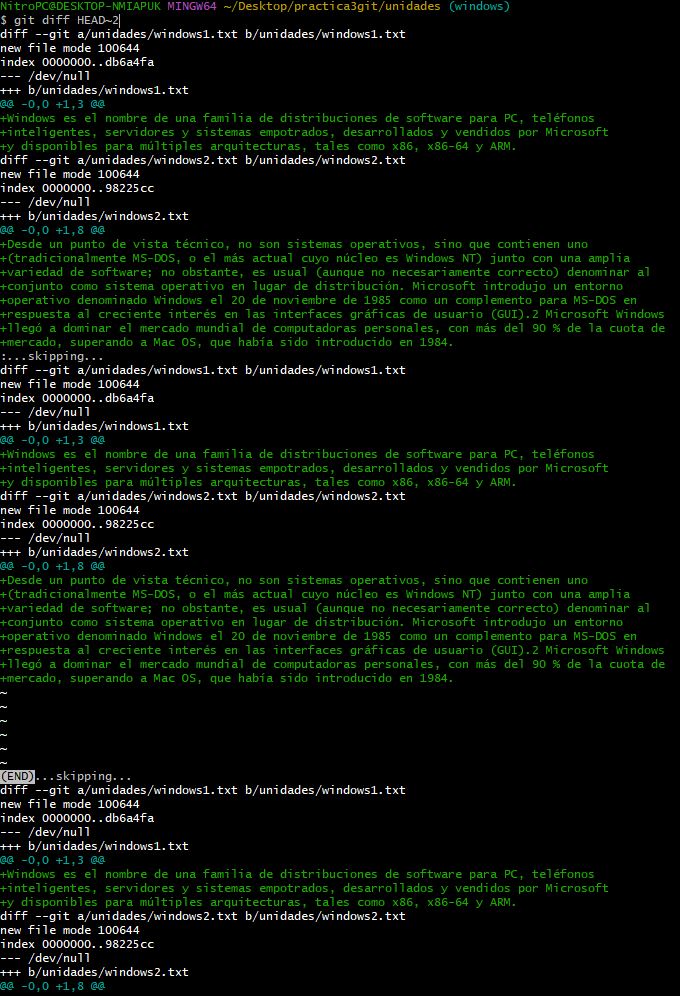 NitroPC@DESKTOP-NMIAPUK MINGW64 ~/Desktop/practica3git/unidades (windows)
$ git diff HEAD~2
diff --git a/unidades/windows1.txt b/unidades/windows1.txt
new file mode 100644
index 0000000..db6a4fa
--- /dev/null
+++ b/unidades/windows1.txt
@@ -0,0 +1,3 @@
+Windows es el nombre de una familia de distribuciones de software para PC, teléfonos
+inteligentes, servidores y sistemas empotrados, desarrollados y vendidos por Microsoft
+y disponibles para múltiples arquitecturas, tales como x86, x86-64 y ARM.
diff --git a/unidades/windows2.txt b/unidades/windows2.txt
new file mode 100644
index 0000000..98225cc
--- /dev/null
+++ b/unidades/windows2.txt
@@ -0,0 +1,8 @@
+Desde un punto de vista técnico, no son sistemas operativos, sino que contienen uno
+(tradicionalmente MS-DOS, o el más actual cuyo núcleo es Windows NT) junto con una amplia
+variedad de software; no obstante, es usual (aunque no necesariamente correcto) denominar al
+conjunto como sistema operativo en lugar de distribución. Microsoft introdujo un entorno
+operativo denominado Windows el 20 de noviembre de 1985 como un complemento para MS-DOS en
+respuesta al creciente interés en las interfaces gráficas de usuario (GUI).2 Microsoft Windows
+llegó a dominar el mercado mundial de computadoras personales, con más del 90 % de la cuota de
+mercado, superando a Mac OS, que había sido introducido en 1984.
:...skipping...
diff --git a/unidades/windows1.txt b/unidades/windows1.txt
new file mode 100644
index 0000000..db6a4fa
--- /dev/null
+++ b/unidades/windows1.txt
@@ -0,0 +1,3 @@
+Windows es el nombre de una familia de distribuciones de software para PC, teléfonos
+inteligentes, servidores y sistemas empotrados, desarrollados y vendidos por Microsoft
+y disponibles para múltiples arquitecturas, tales como x86, x86-64 y ARM.
diff --git a/unidades/windows2.txt b/unidades/windows2.txt
new file mode 100644
index 0000000..98225cc
--- /dev/null
+++ b/unidades/windows2.txt
@@ -0,0 +1,8 @@
+Desde un punto de vista técnico, no son sistemas operativos, sino que contienen uno
+(tradicionalmente MS-DOS, o el más actual cuyo núcleo es Windows NT) junto con una amplia
+variedad de software; no obstante, es usual (aunque no necesariamente correcto) denominar al
+conjunto como sistema operativo en lugar de distribución. Microsoft introdujo un entorno
+operativo denominado Windows el 20 de noviembre de 1985 como un complemento para MS-DOS en
+respuesta al creciente interés en las interfaces gráficas de usuario (GUI).2 Microsoft Windows
+llegó a dominar el mercado mundial de computadoras personales, con más del 90 % de la cuota de
+mercado, superando a Mac OS, que había sido introducido en 1984.
~
~
~
~
~
~
(END)...skipping...
diff --git a/unidades/windows1.txt b/unidades/windows1.txt
new file mode 100644
index 0000000..db6a4fa
--- /dev/null
+++ b/unidades/windows1.txt
@@ -0,0 +1,3 @@
+Windows es el nombre de una familia de distribuciones de software para PC, teléfonos
+inteligentes, servidores y sistemas empotrados, desarrollados y vendidos por Microsoft
+y disponibles para múltiples arquitecturas, tales como x86, x86-64 y ARM.
diff --git a/unidades/windows2.txt b/unidades/windows2.txt
new file mode 100644
index 0000000..98225cc
--- /dev/null
+++ b/unidades/windows2.txt
@@ -0,0 +1,8 @@